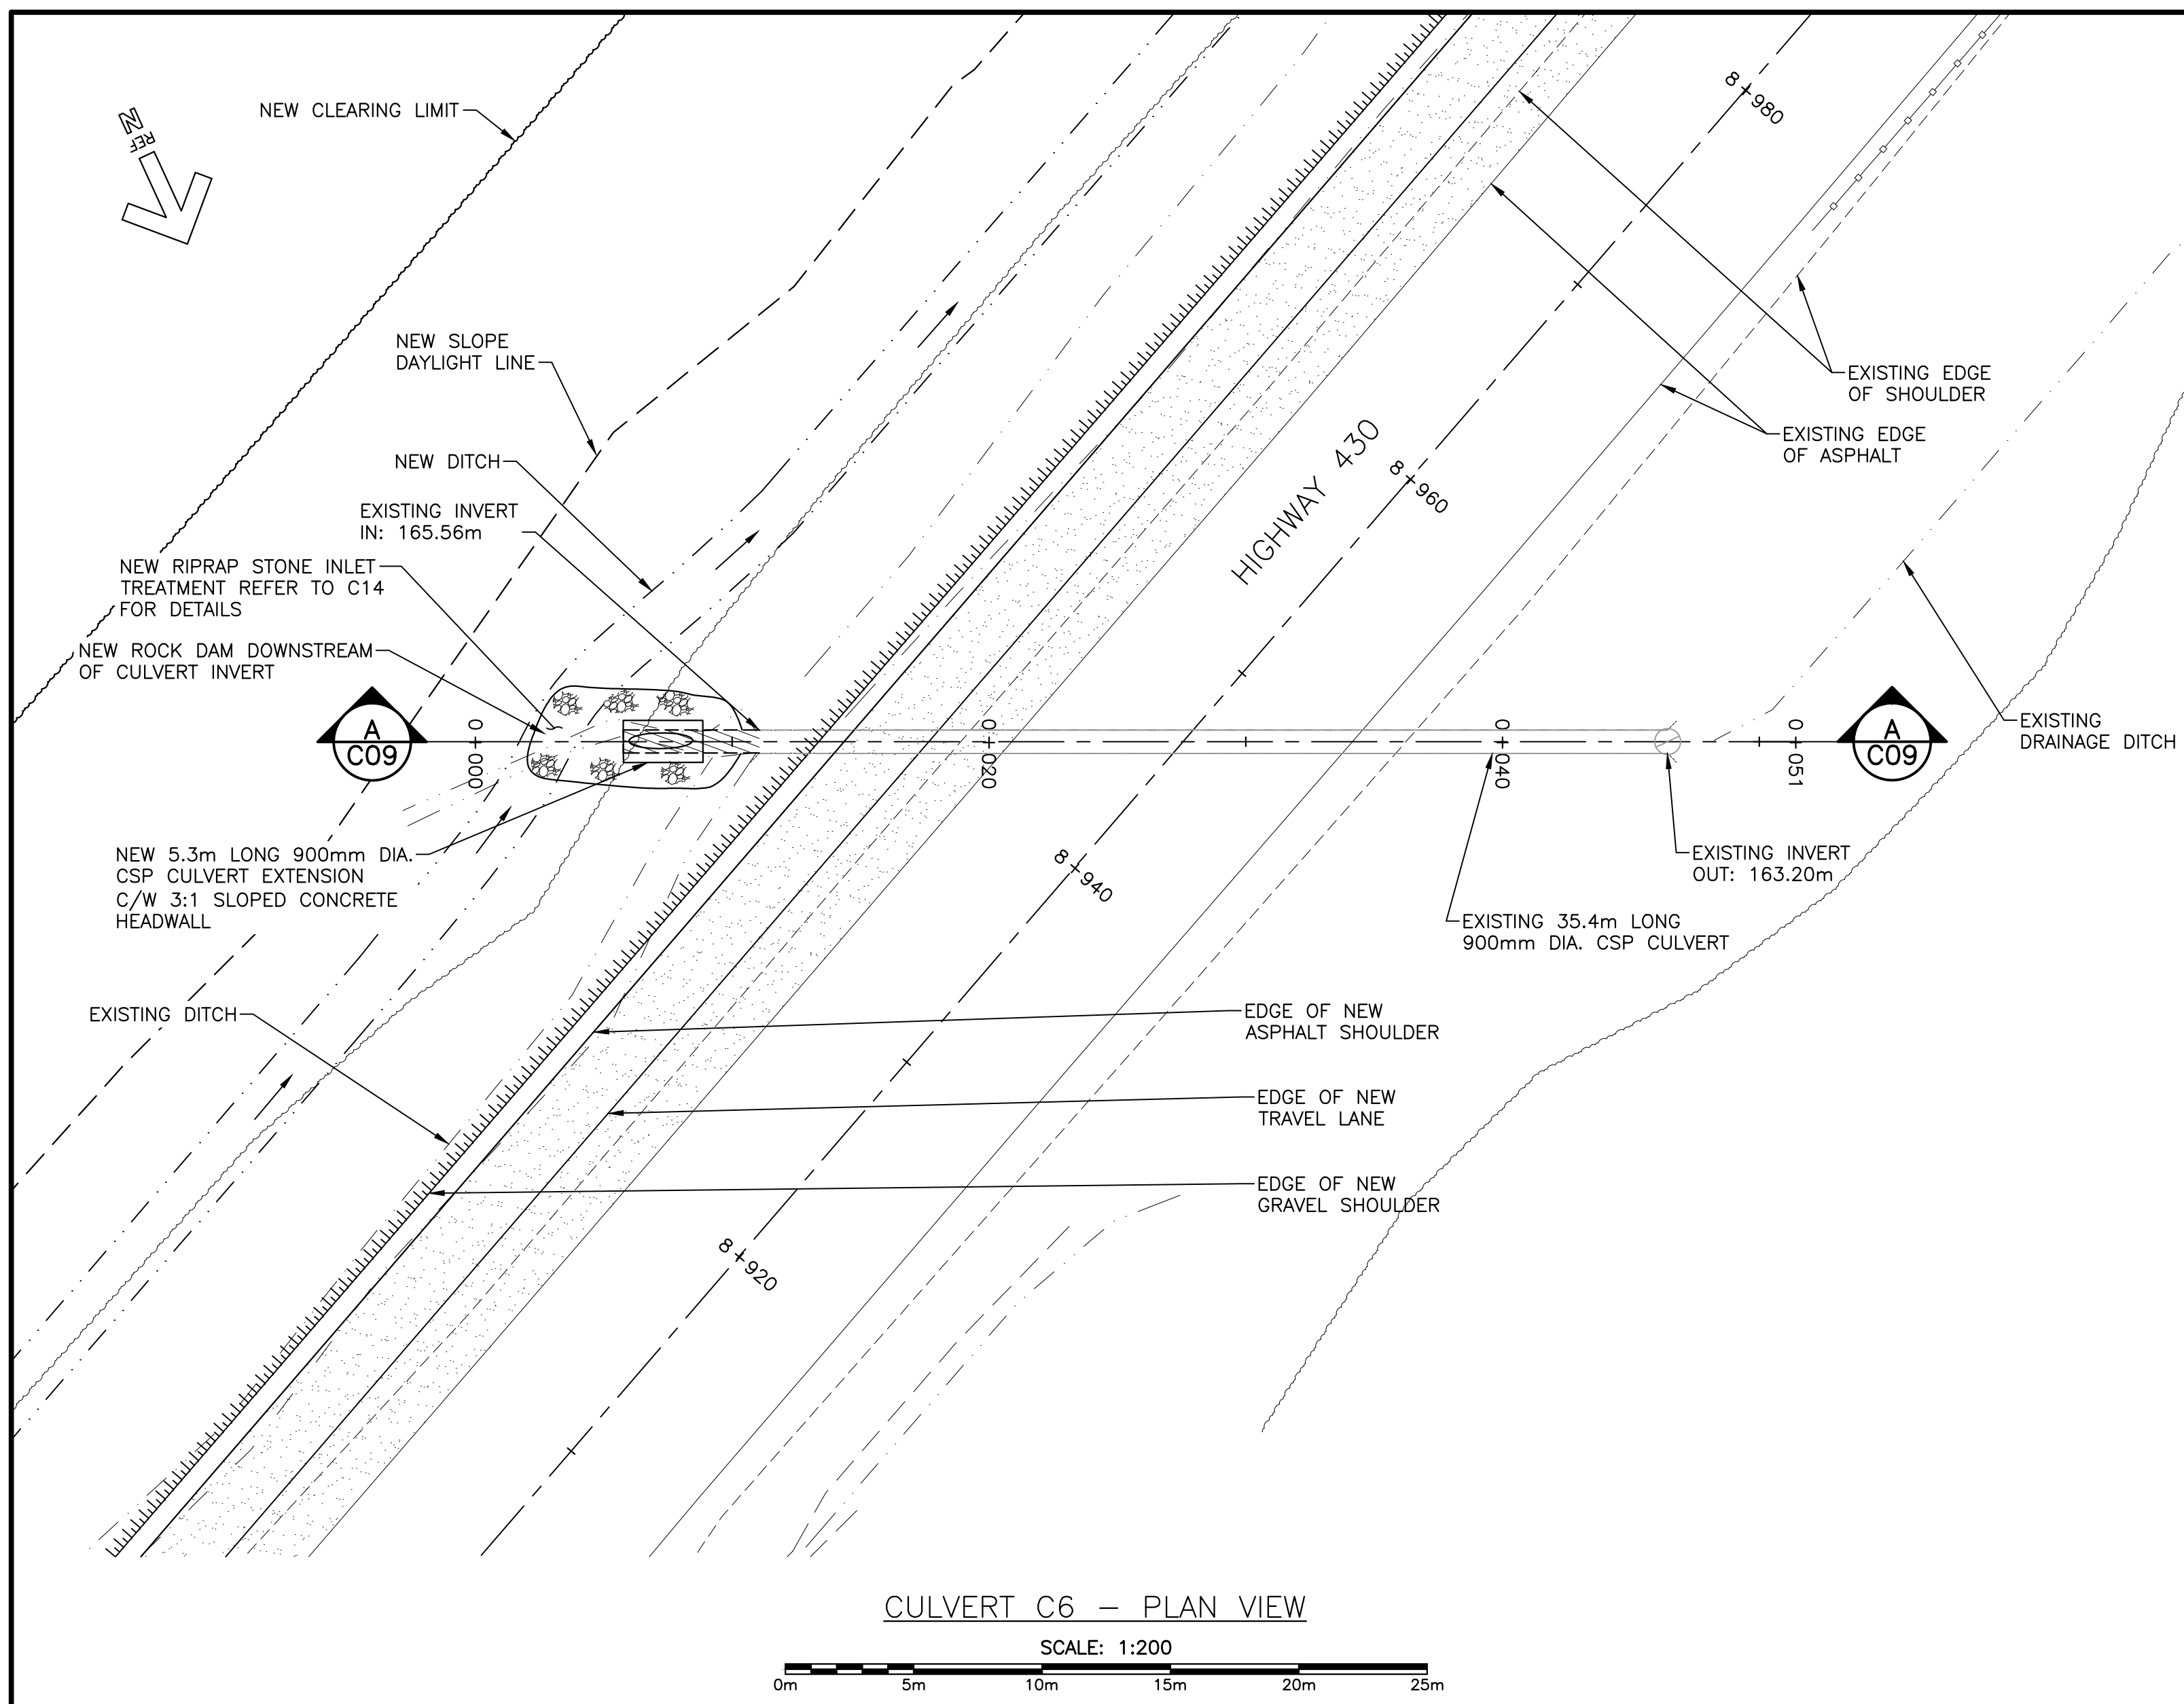 NEW CLEARING LIMIT
REF
N
8+980
NEW SLOPE
DAYLIGHT LINE
EXISTING EDGE
OF SHOULDER
EXISTING EDGE
OF ASPHALT
NEW DITCH
HIGHWAY 430
8+960
EXISTING INVERT
IN: 165.56m
NEW RIPRAP STONE INLET
TREATMENT REFER TO C14
FOR DETAILS
NEW ROCK DAM DOWNSTREAM
OF CULVERT INVERT
A
C09
0+000
0+020
0+040
0+051
A
C09
EXISTING
DRAINAGE DITCH
NEW 5.3m LONG 900mm DIA.
CSP CULVERT EXTENSION
C/W 3:1 SLOPED CONCRETE
HEADWALL
8+940
EXISTING INVERT
OUT: 163.20m
EXISTING 35.4m LONG
900mm DIA. CSP CULVERT
EXISTING DITCH
EDGE OF NEW
ASPHALT SHOULDER
EDGE OF NEW
TRAVEL LANE
EDGE OF NEW
GRAVEL SHOULDER
8+920
CULVERT C6 – PLAN VIEW
SCALE: 1:200
0m 5m 10m 15m 20m 25m